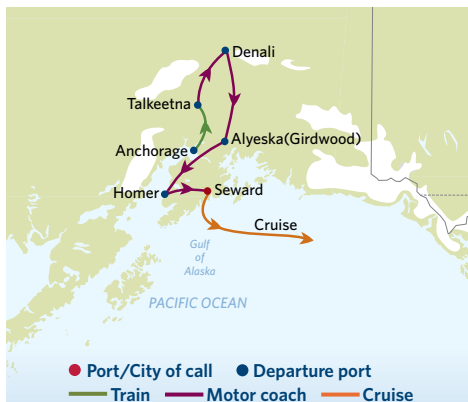 Denali
Talkeetna
Alyeska(Girdwood)
Anchorage
Homer
Seward
Cruise
Gulf
of
Alaska
PACIFIC OCEAN
Port/City of call
Departure port
Train
Motor coach
Cruise